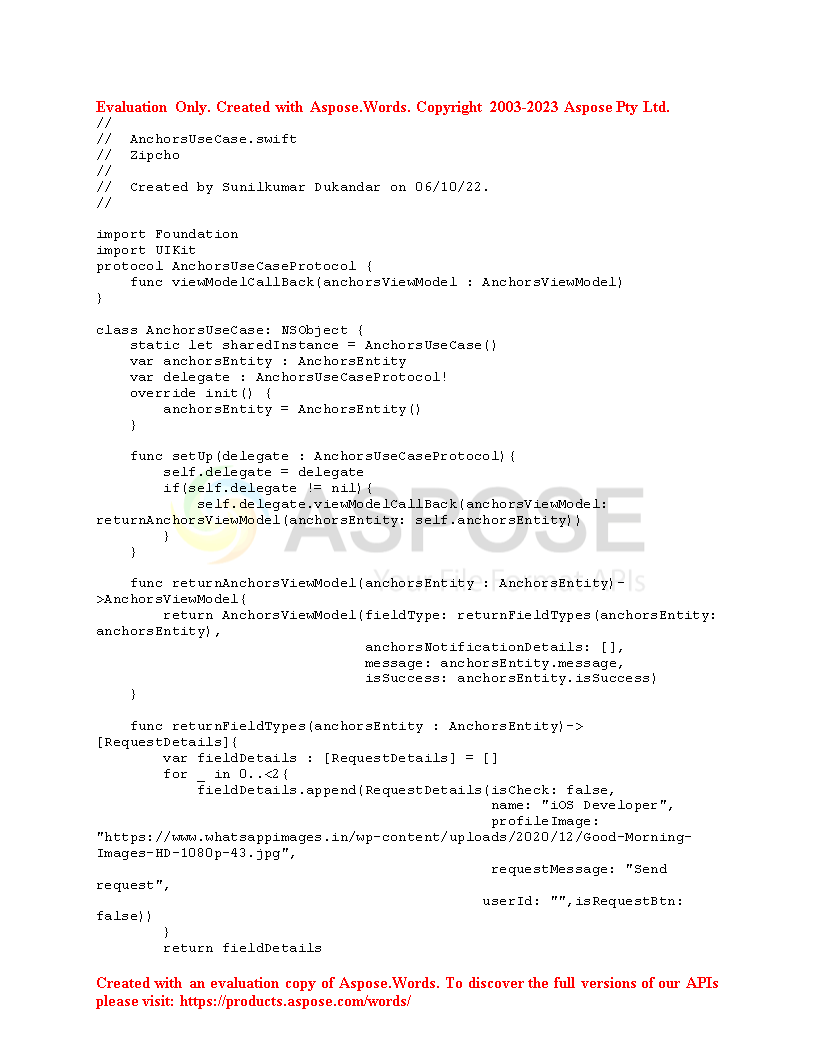 Evaluation Only. Created with Aspose.Words. Copyright 2003-2023 Aspose Pty Ltd.
//
//  AnchorsUseCase.swift
//  Zipcho
//
//  Created by Sunilkumar Dukandar on 06/10/22.
//

import Foundation
import UIKit
protocol AnchorsUseCaseProtocol {
    func viewModelCallBack(anchorsViewModel : AnchorsViewModel)
}

class AnchorsUseCase: NSObject {
    static let sharedInstance = AnchorsUseCase()
    var anchorsEntity : AnchorsEntity
    var delegate : AnchorsUseCaseProtocol!
    override init() {
        anchorsEntity = AnchorsEntity()
    }

    func setUp(delegate : AnchorsUseCaseProtocol){
        self.delegate = delegate
        if(self.delegate != nil){
            self.delegate.viewModelCallBack(anchorsViewModel:
returnAnchorsViewModel(anchorsEntity: self.anchorsEntity))
        }
    }
ASPOSE
Your File Format APIs

    func returnAnchorsViewModel(anchorsEntity : AnchorsEntity)-
>AnchorsViewModel{
        return AnchorsViewModel(fieldType: returnFieldTypes(anchorsEntity:
anchorsEntity),
                                anchorsNotificationDetails: [],
                                message: anchorsEntity.message,
                                isSuccess: anchorsEntity.isSuccess)
    }

    func returnFieldTypes(anchorsEntity : AnchorsEntity)->
[RequestDetails]{
        var fieldDetails : [RequestDetails] = []
        for _ in 0..<2{
            fieldDetails.append(RequestDetails(isCheck: false,
                                               name: "iOS Developer",
                                               profileImage:
"https://www.whatsappimages.in/wp-content/uploads/2020/12/Good-Morning-
Images-HD-1080p-43.jpg",
                                               requestMessage: "Send
request",
                                              userId: "",isRequestBtn:
false))
        }
        return fieldDetails

Created with an evaluation copy of Aspose.Words. To discover the full versions of our APIs
please visit: https://products.aspose.com/words/